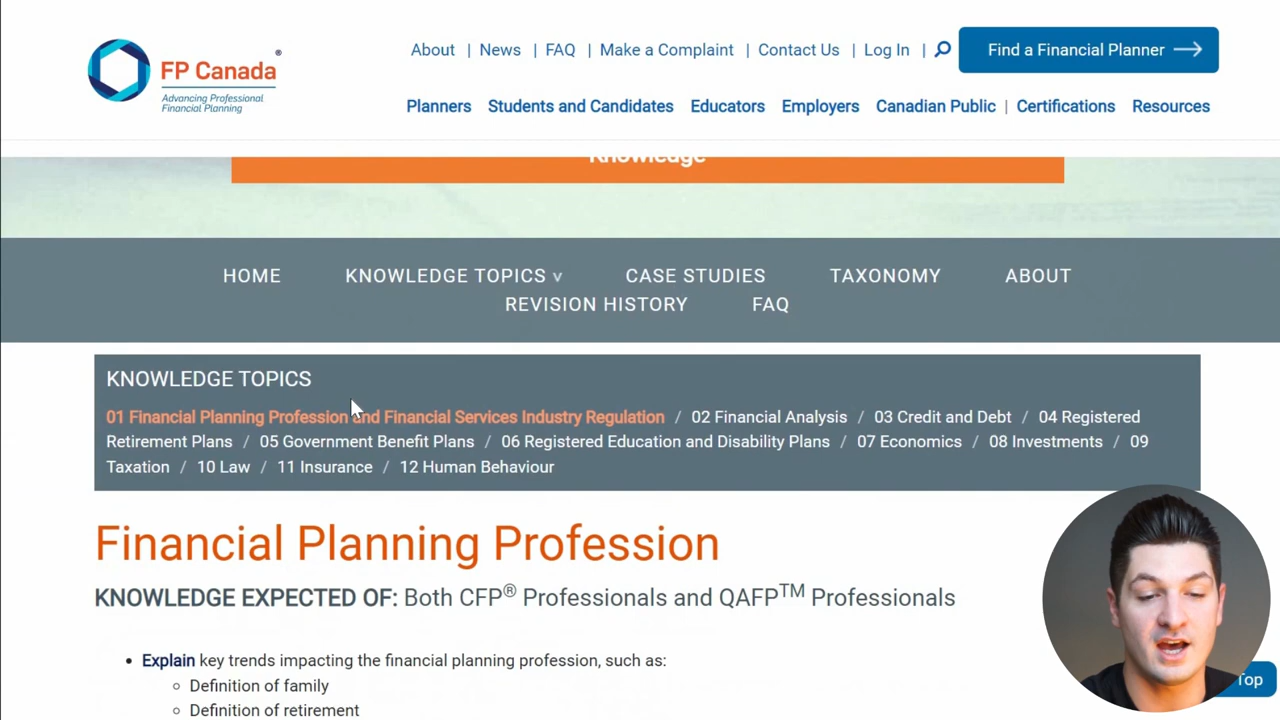 About | News | FAQ | Make a Complaint | Contact Us | Log In | Find a Financial Planner
FP Canada ®
Advancing Professional
Financial Planning
Planners Students and Candidates Educators Employers Canadian Public | Certifications Resources
Knowledge
HOME KNOWLEDGE TOPICS v CASE STUDIES TAXONOMY ABOUT
REVISION HISTORY FAQ
KNOWLEDGE TOPICS
01 Financial Planning Profession and Financial Services Industry Regulation / 02 Financial Analysis / 03 Credit and Debt / 04 Registered
Retirement Plans / 05 Government Benefit Plans / 06 Registered Education and Disability Plans / 07 Economics / 08 Investments / 09
Taxation / 10 Law / 11 Insurance / 12 Human Behaviour
Financial Planning Profession
KNOWLEDGE EXPECTED OF: Both CFP® Professionals and QAFP™ Professionals
• Explain key trends impacting the financial planning profession, such as:
Definition of family
Definition of retirement
Top